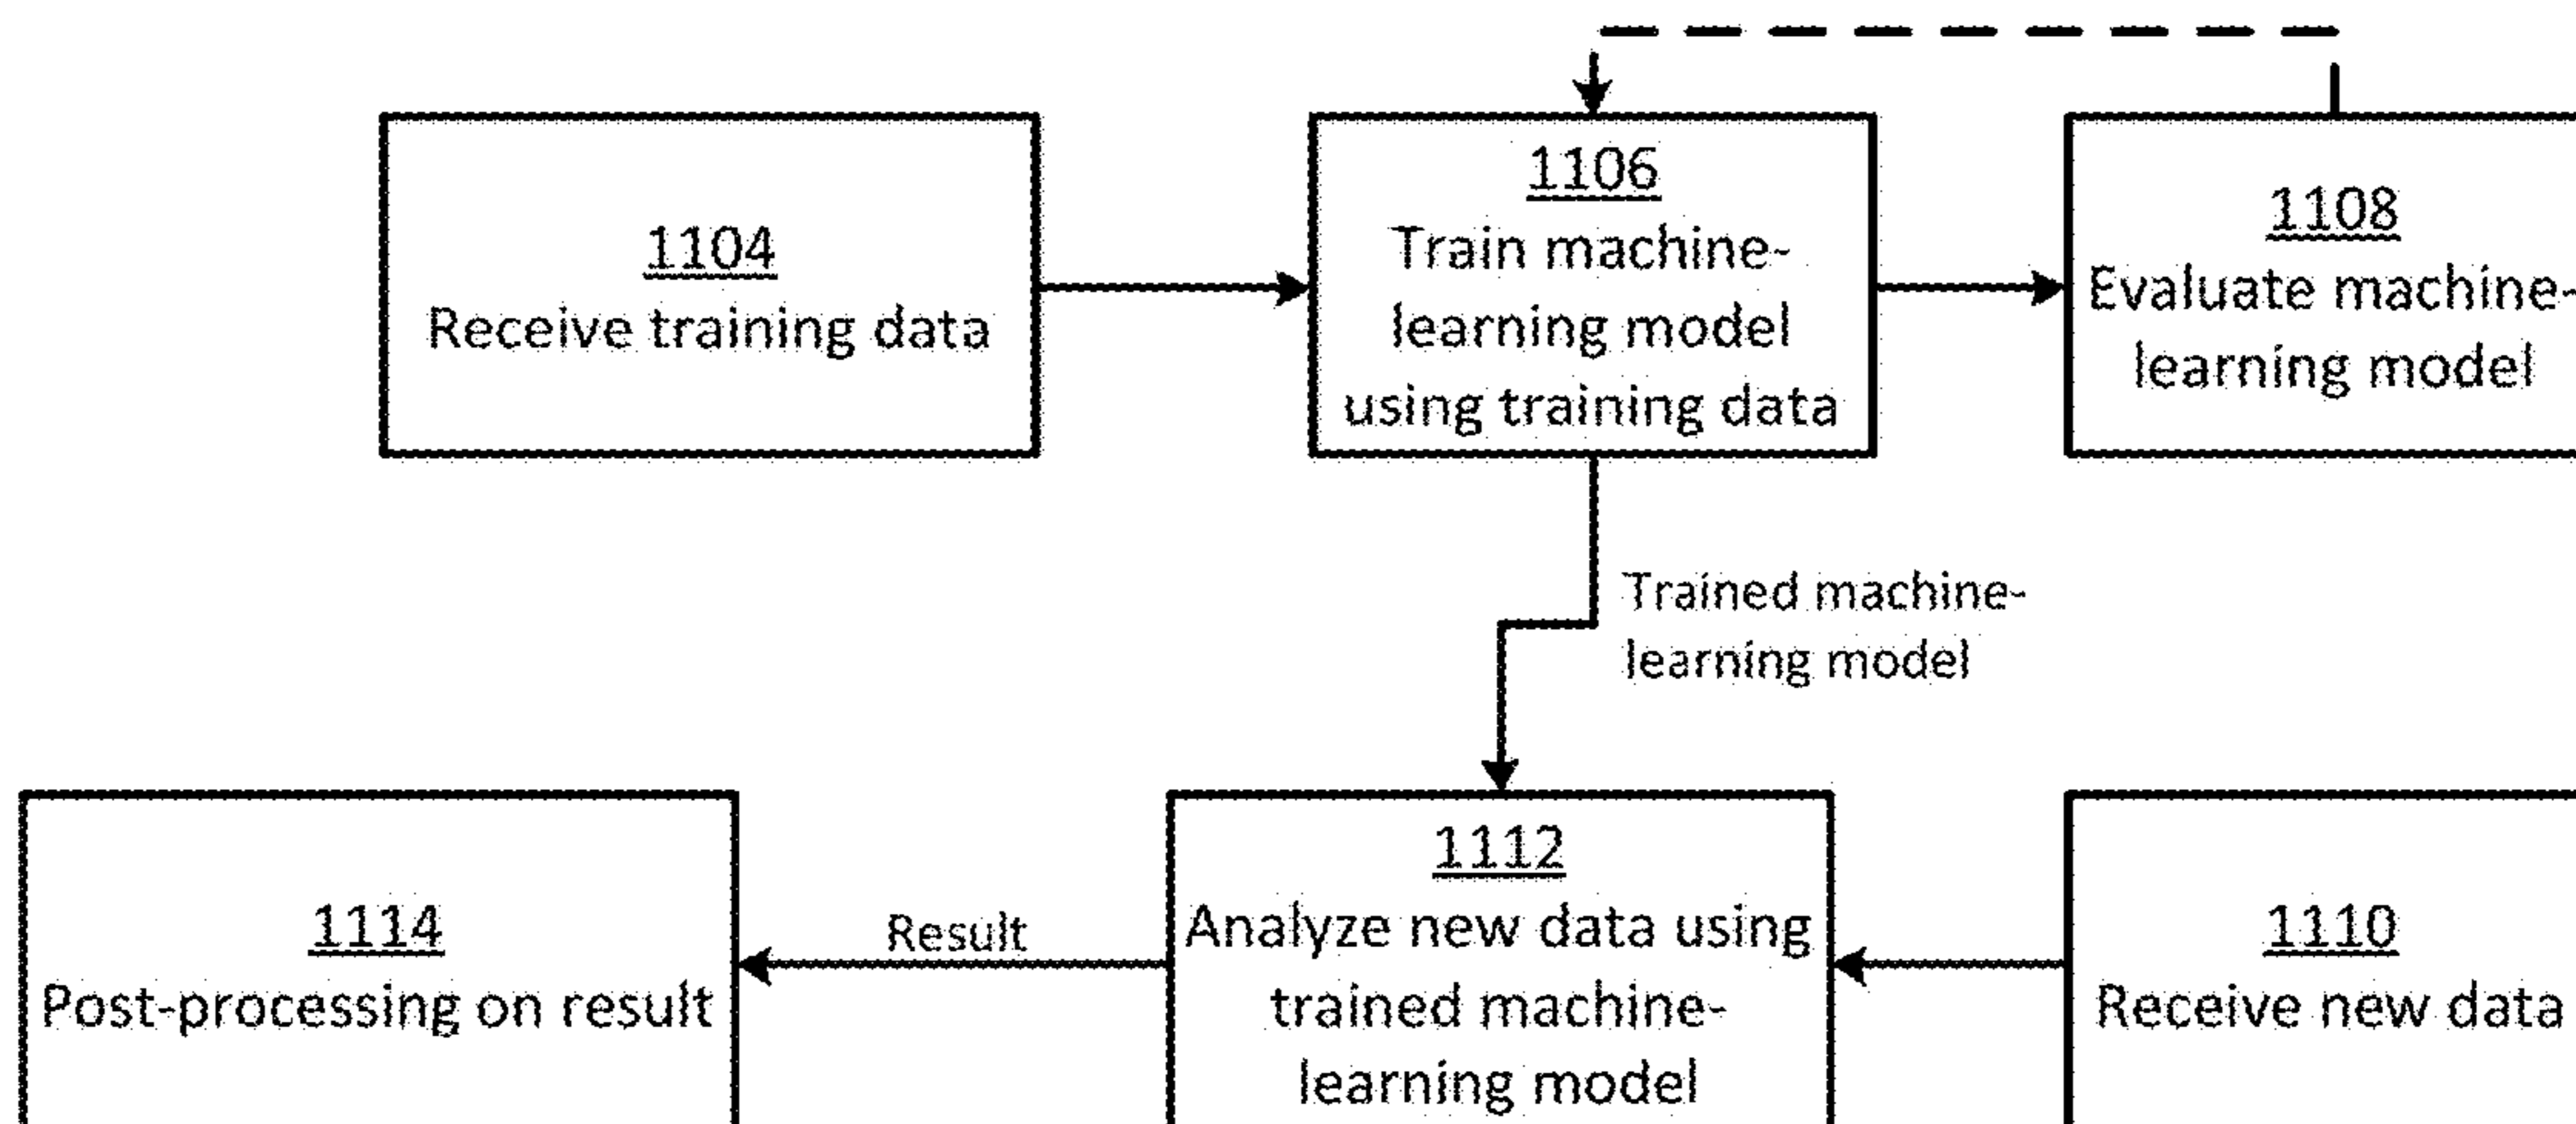 1104
Receive training data
1106
Train machine-
learning model
using training data
1108
Evaluate machine-
learning model
Trained machine-
learning model
1114
Post-processing on result
Result
1112
Analyze new data using
trained machine-
learning model
1110
Receive new data